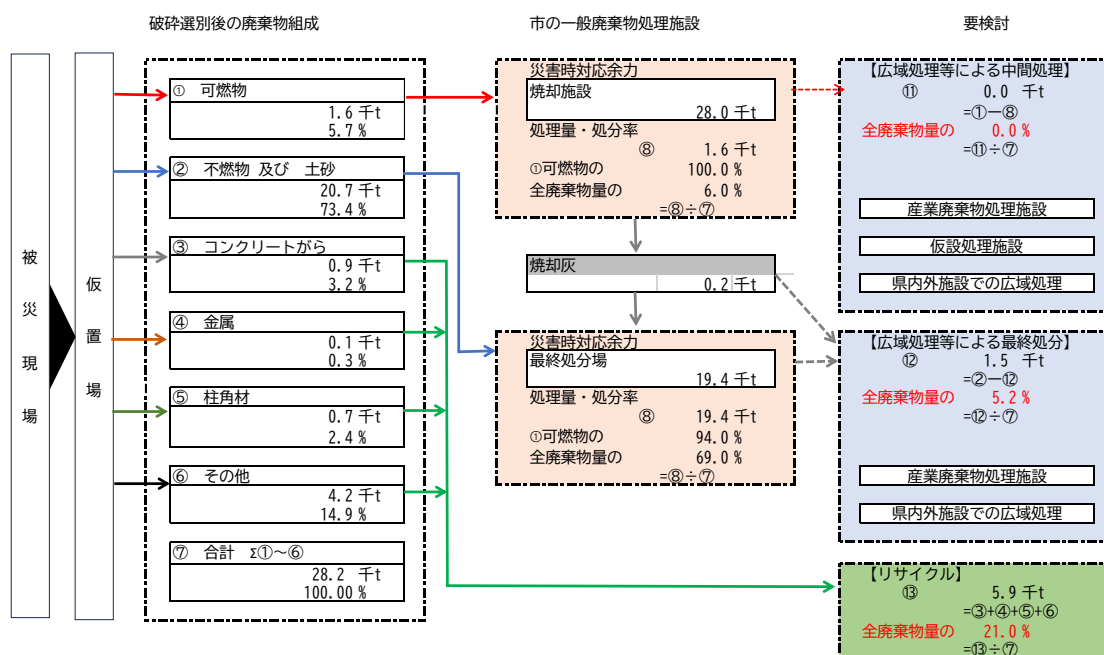 破砕選別後の廃棄物組成
市の一般廃棄物処理施設
要検討
被災現場
仮置場
① 可燃物
1.6 千t
5.7 %
② 不燃物 及び 土砂
20.7 千t
73.4 %
③ コンクリートがら
0.9 千t
3.2 %
④ 金属
0.1 千t
0.3 %
⑤ 柱角材
0.7 千t
2.4 %
⑥ その他
4.2 千t
14.9 %
⑦ 合計 Σ①~⑥
28.2 千t
100.00 %
災害時対応余力
焼却施設
28.0 千t
処理量・処分率
⑧ 1.6 千t
①可燃物の 100.0 %
全廃棄物量の 6.0 %
=⑧÷⑦
焼却灰
0.2 千t
災害時対応余力
最終処分場
19.4 千t
処理量・処分率
⑧ 19.4 千t
①可燃物の 94.0 %
全廃棄物量の 69.0 %
=⑧÷⑦
【広域処理等による中間処理】
⑪ 0.0 千t
=①ー⑧
全廃棄物量の 0.0 %
=⑪÷⑦
産業廃棄物処理施設
仮設処理施設
県内外施設での広域処理
【広域処理等による最終処分】
⑫ 1.5 千t
=②ー⑫
全廃棄物量の 5.2 %
=⑫÷⑦
産業廃棄物処理施設
県内外施設での広域処理
【リサイクル】
⑬ 5.9 千t
=③+④+⑤+⑥
全廃棄物量の 21.0 %
=⑬÷⑦